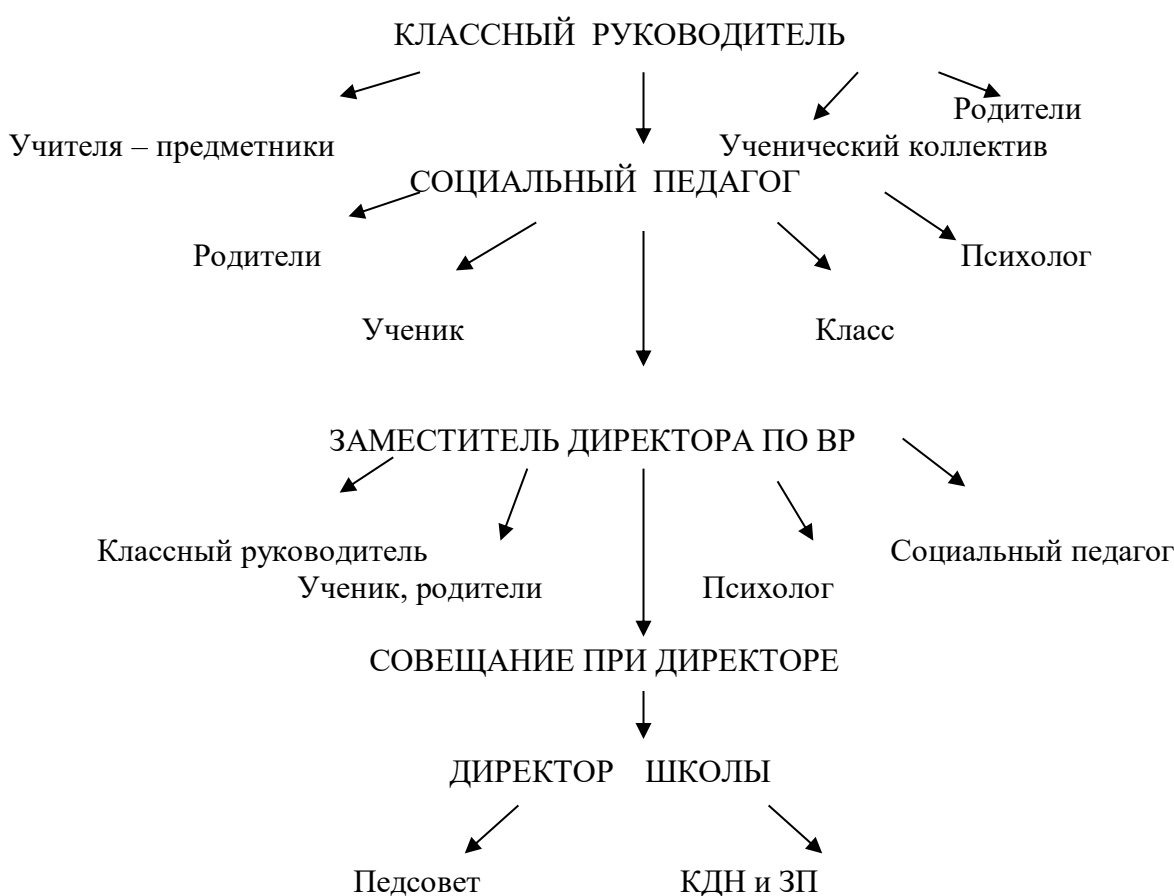 КЛАССНЫЙ РУКОВОДИТЕЛЬ
Родители
Учителя – предметники
Ученический коллектив
СОЦИАЛЬНЫЙ ПЕДАГОГ
Родители
Психолог
Ученик
Класс
ЗАМЕСТИТЕЛЬ ДИРЕКТОРА ПО ВР
Классный руководитель
Социальный педагог
Ученик, родители
Психолог
СОВЕЩАНИЕ ПРИ ДИРЕКТОРЕ
ДИРЕКТОР ШКОЛЫ
Педсовет
КДН и ЗП